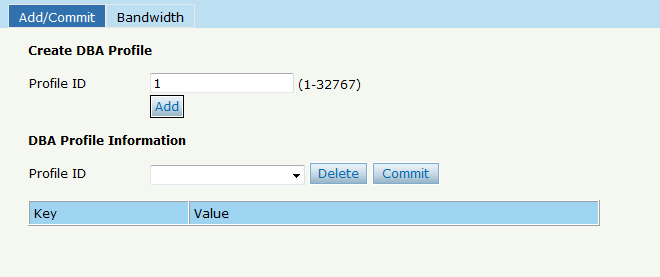 Add/Commit Bandwidth
Create DBA Profile
Profile ID 1 (1-32767)
Add
DBA Profile Information
Profile ID Delete Commit
Key Value